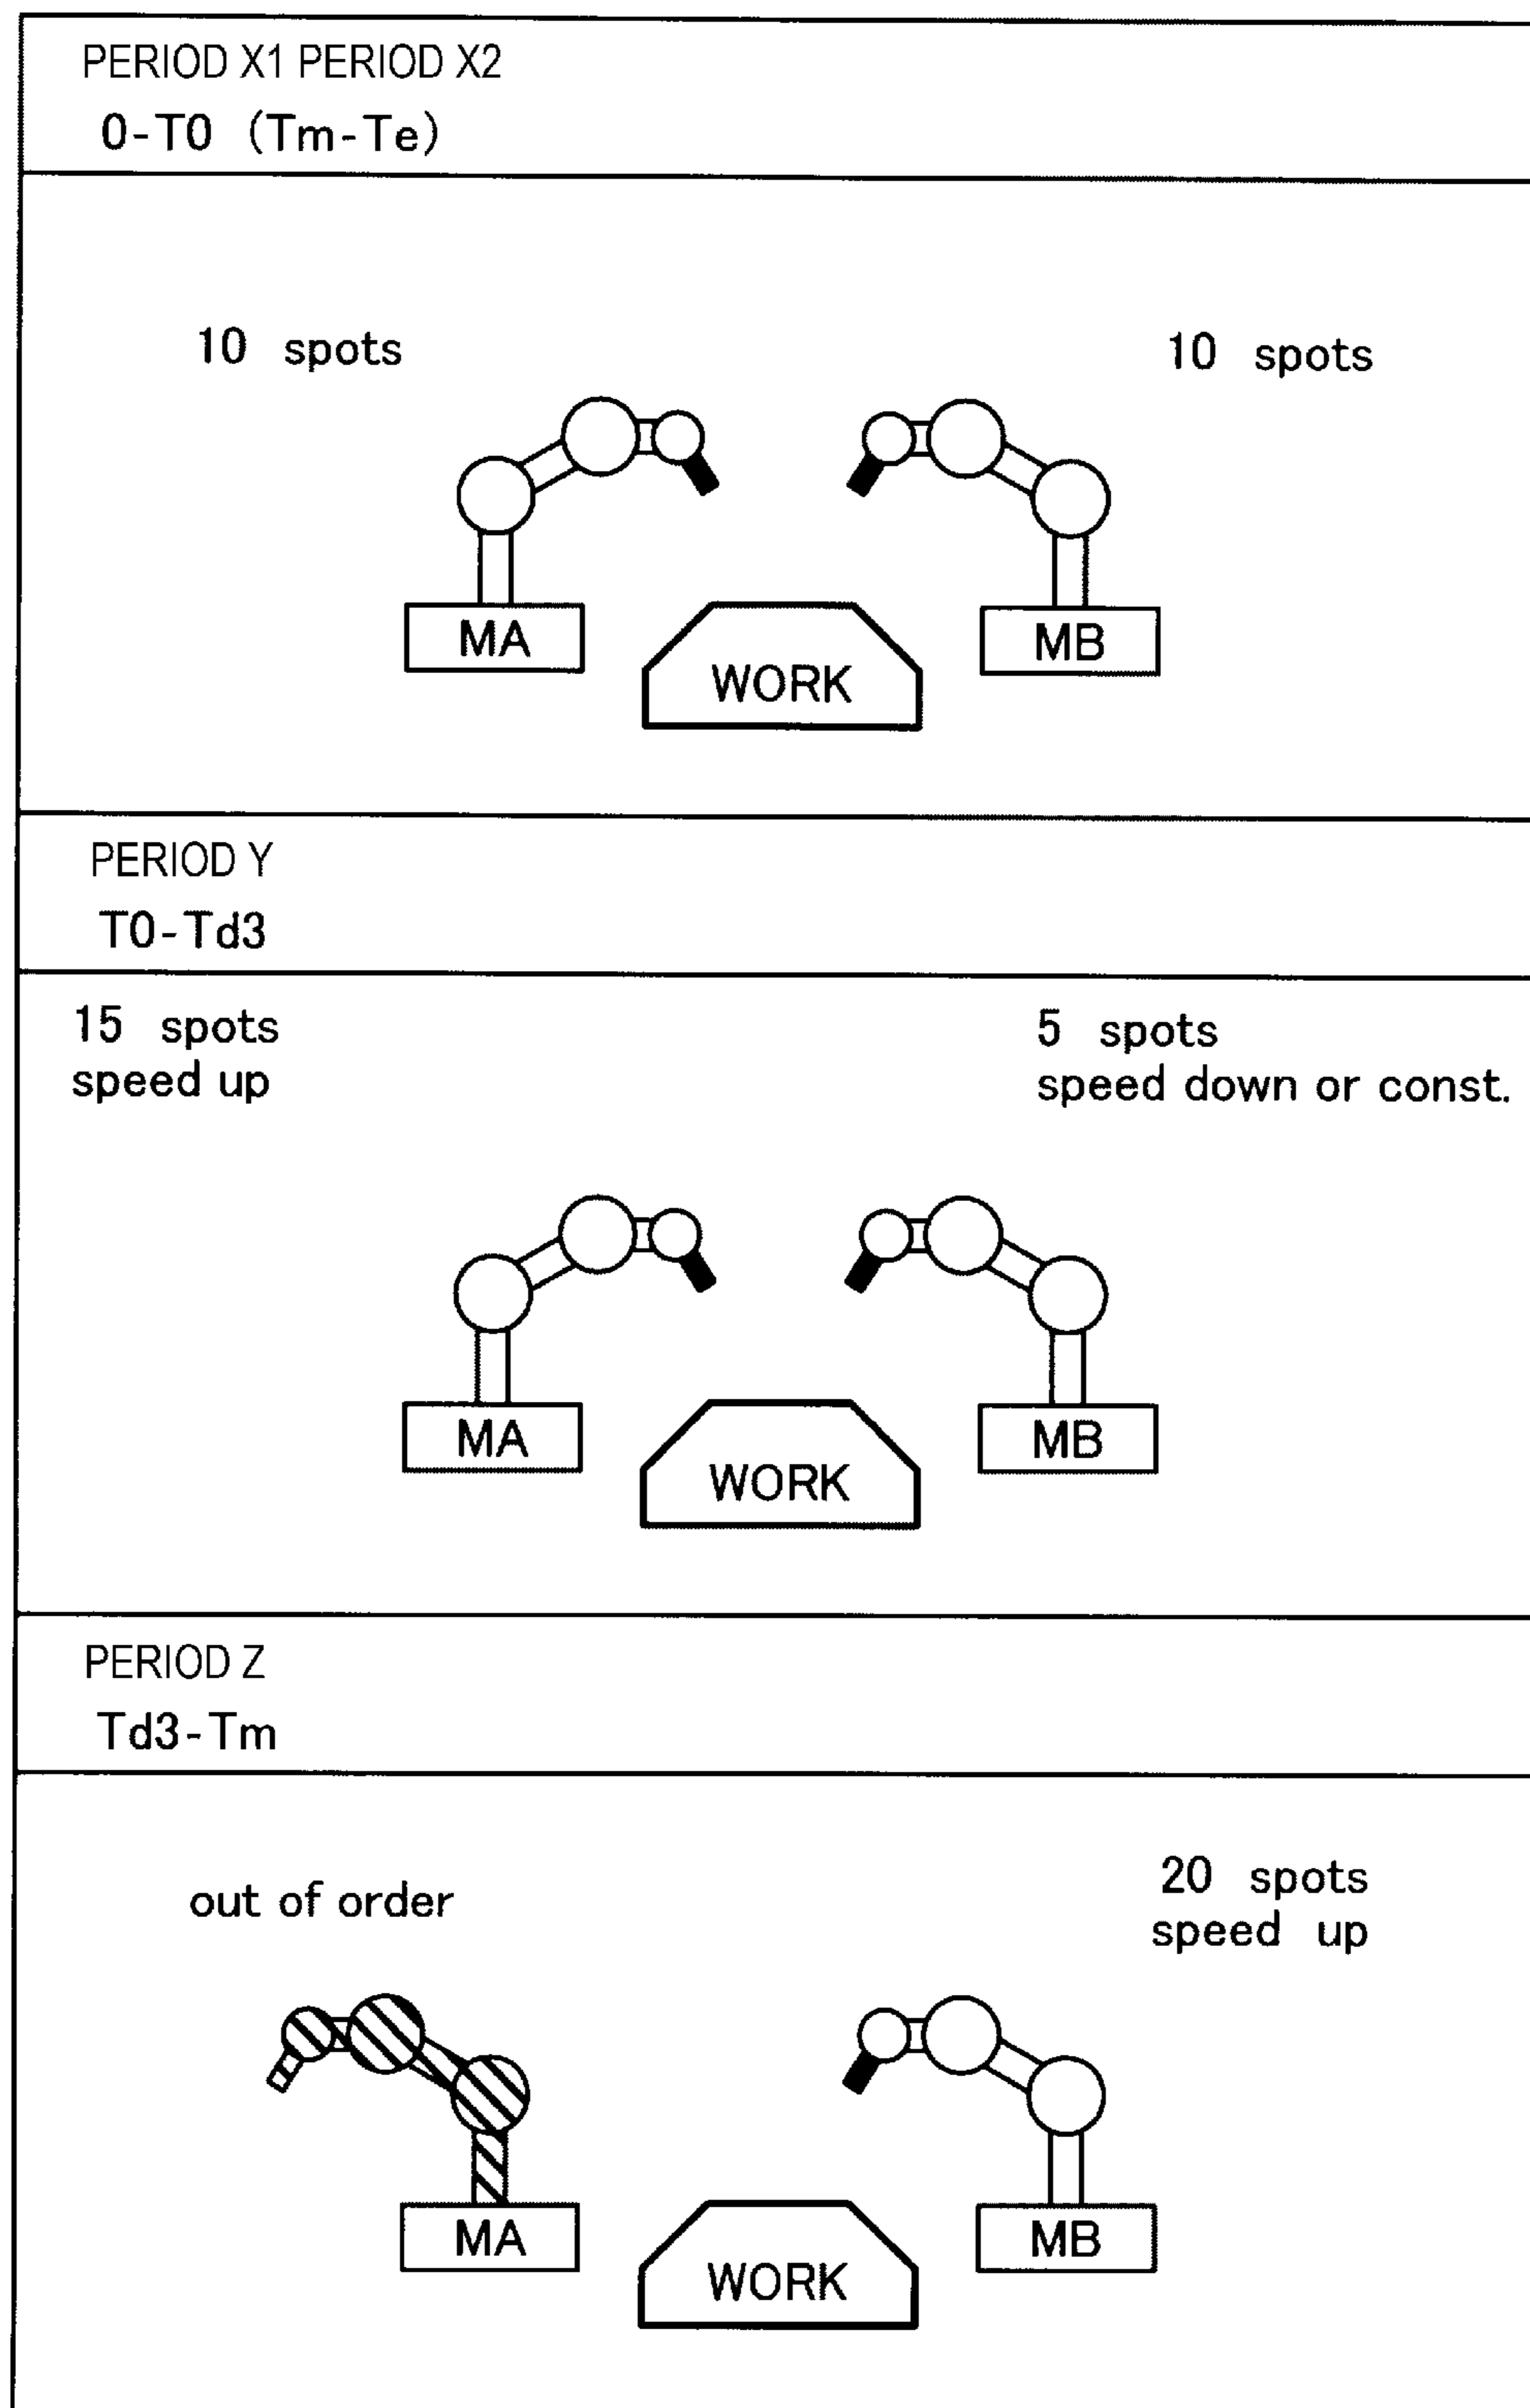 PERIOD X1 PERIOD X2
0-T0 (Tm-Te)
10 spots
10 spots
MA
WORK
MB
PERIOD Y
T0-Td3
15 spots
speed up
5 spots
speed down or const.
MA
WORK
MB
PERIOD Z
Td3-Tm
out of order
20 spots
speed up
MA
WORK
MB